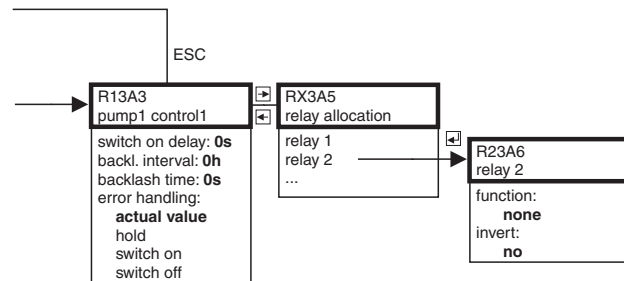 ESC
R13A3
pump1 control1
switch on delay: 0s
backl. interval: 0h
backlash time: 0s
error handling:
actual value
hold
switch on
switch off
RX3A5
relay allocation
relay 1
relay 2
...
R23A6
relay 2
function:
none
invert:
no